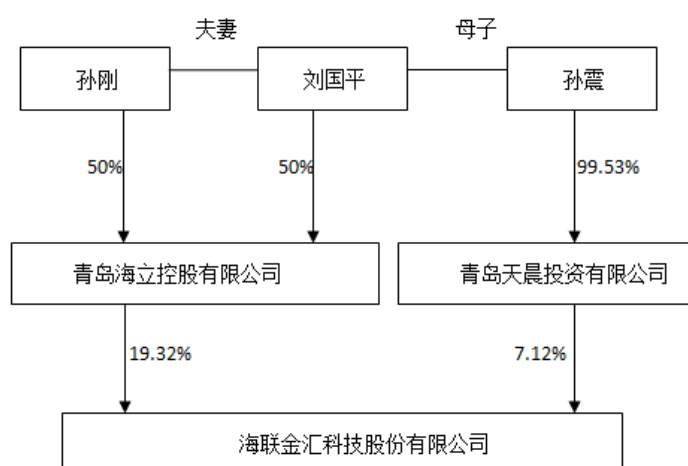 夫妻
母子
孙刚
刘国平
孙震
50%
50%
99.53%
青岛海立控股有限公司
青岛天晨投资有限公司
19.32%
7.12%
海联金汇科技股份有限公司